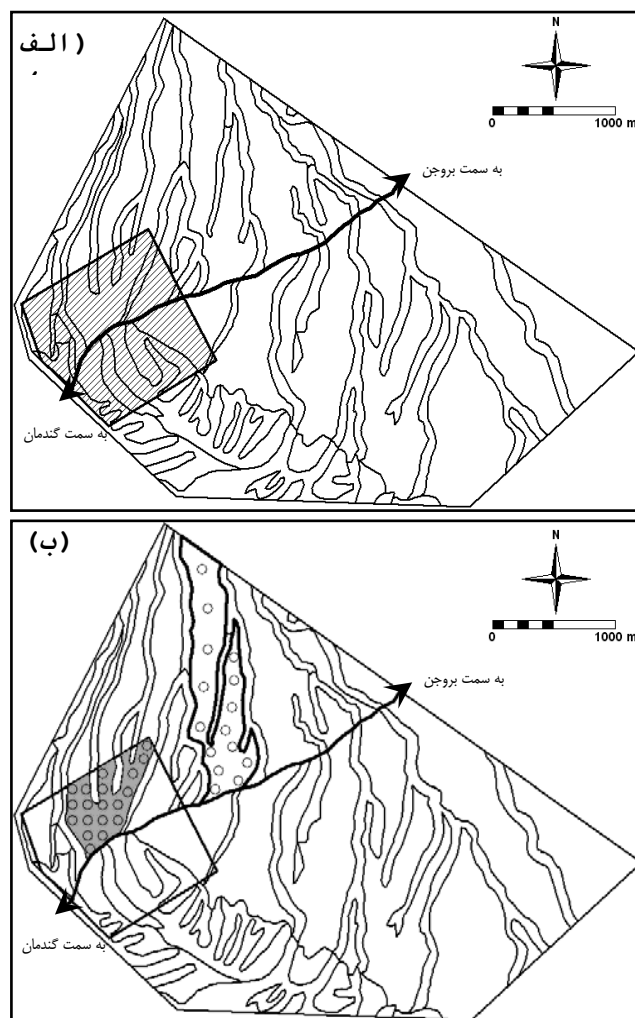 الف)
N
0 1000 m
به سمت بروجن
به سمت گندمان
(ب)
N
0 1000 m
به سمت بروجن
به سمت گندمان